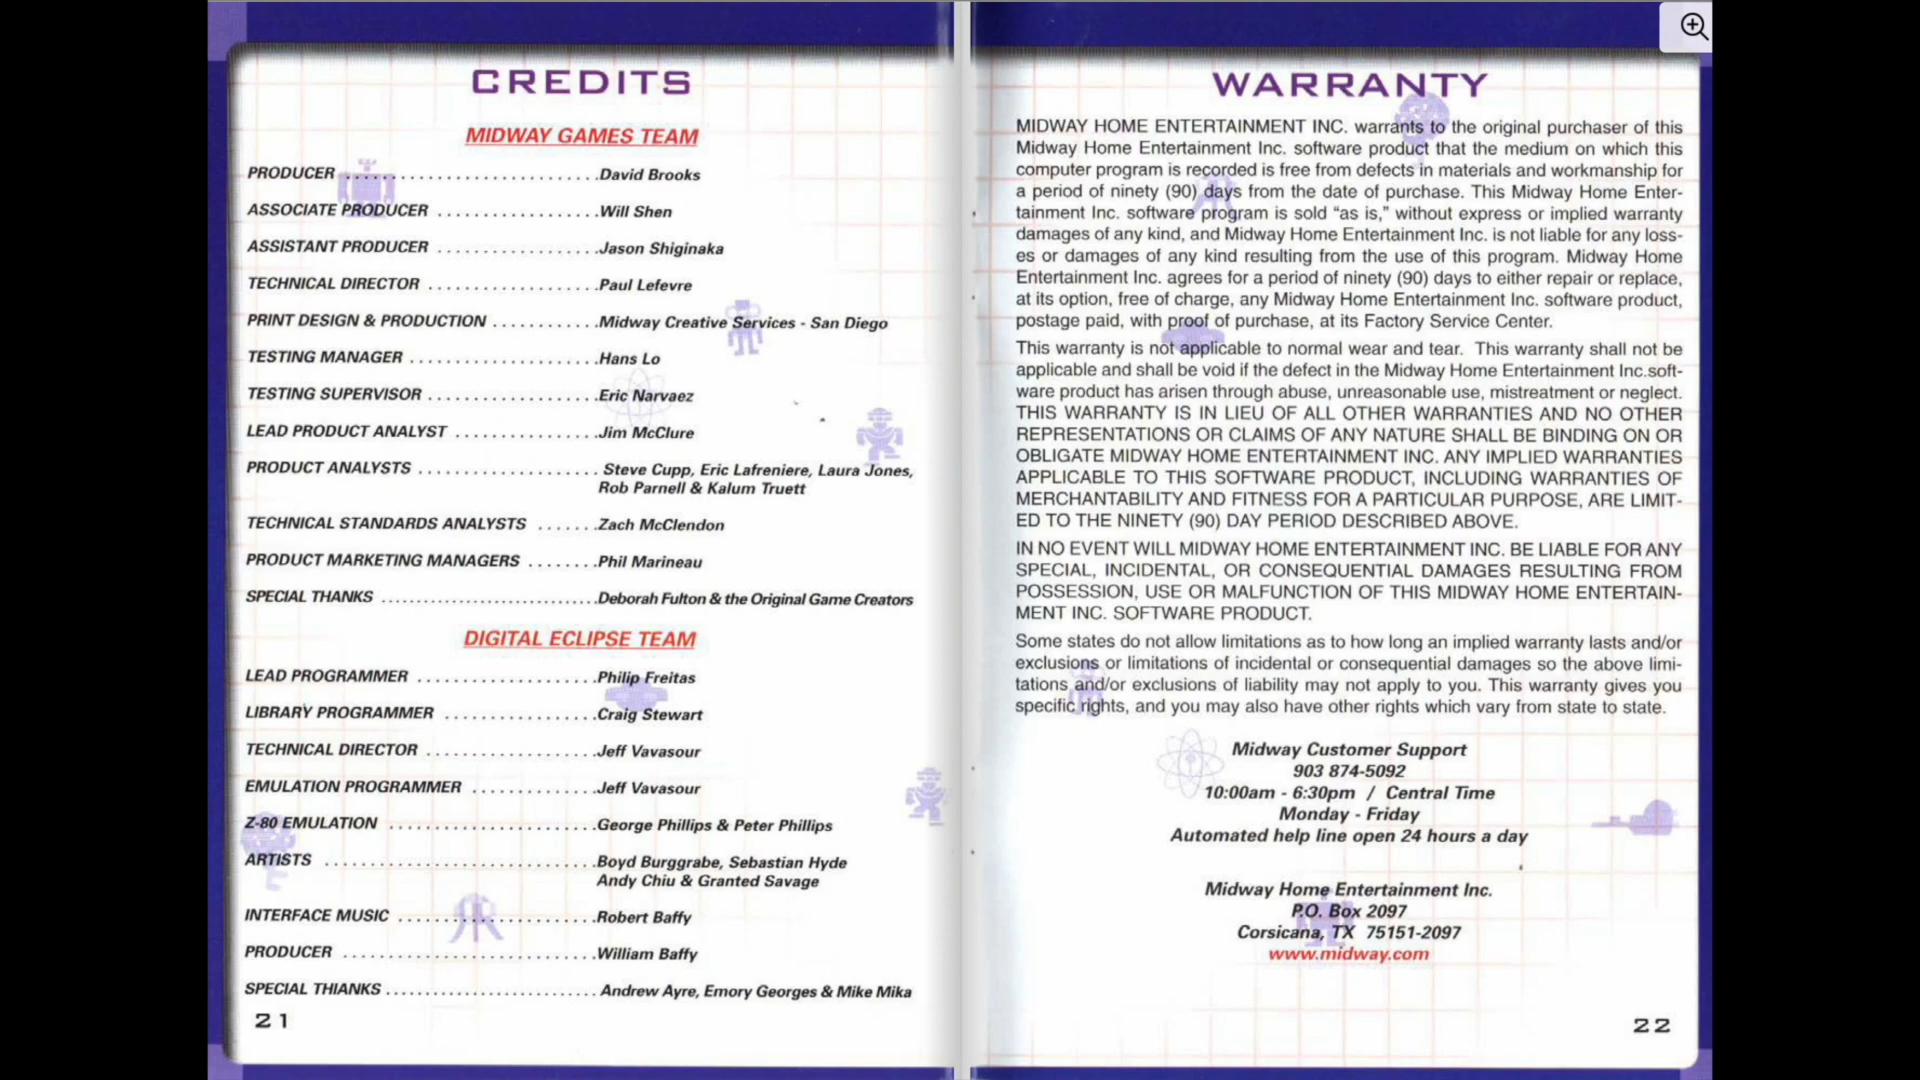 CREDITS
MIDWAY GAMES TEAM
PRODUCER ............................David Brooks
ASSOCIATE PRODUCER ..................Will Shen
ASSISTANT PRODUCER ..................Jason Shiginaka
TECHNICAL DIRECTOR ...................Paul Lefevre
PRINT DESIGN & PRODUCTION ............Midway Creative Services - San Diego
TESTING MANAGER .....................Hans Lo
TESTING SUPERVISOR ...................Eric Narvaez
LEAD PRODUCT ANALYST ................Jim McClure
PRODUCT ANALYSTS .................... Steve Cupp, Eric Lafreniere, Laura Jones,
Rob Parnell & Kalum Truett
TECHNICAL STANDARDS ANALYSTS .......Zach McClendon
PRODUCT MARKETING MANAGERS ........Phil Marineau
SPECIAL THANKS ............................Deborah Fulton & the Original Game Creators
DIGITAL ECLIPSE TEAM
LEAD PROGRAMMER ....................Philip Freitas
LIBRARY PROGRAMMER .................Craig Stewart
TECHNICAL DIRECTOR ...................Jeff Vavasour
EMULATION PROGRAMMER ..............Jeff Vavasour
Z-80 EMULATION .......................George Phillips & Peter Phillips
ARTISTS ..............................Boyd Burggrabe, Sebastian Hyde
Andy Chiu & Granted Savage
INTERFACE MUSIC ......................Robert Baffy
PRODUCER ............................William Baffy
SPECIAL THIANKS .......................... Andrew Ayre, Emory Georges & Mike Mika
21
WARRANTY
MIDWAY HOME ENTERTAINMENT INC. warrants to the original purchaser of this
Midway Home Entertainment Inc. software product that the medium on which this
computer program is recorded is free from defects in materials and workmanship for
a period of ninety (90) days from the date of purchase. This Midway Home Enter-
tainment Inc. software program is sold “as is,” without express or implied warranty
damages of any kind, and Midway Home Entertainment Inc. is not liable for any loss-
es or damages of any kind resulting from the use of this program. Midway Home
Entertainment Inc. agrees for a period of ninety (90) days to either repair or replace,
at its option, free of charge, any Midway Home Entertainment Inc. software product,
postage paid, with proof of purchase, at its Factory Service Center.
This warranty is not applicable to normal wear and tear. This warranty shall not be
applicable and shall be void if the defect in the Midway Home Entertainment Inc.soft-
ware product has arisen through abuse, unreasonable use, mistreatment or neglect.
THIS WARRANTY IS IN LIEU OF ALL OTHER WARRANTIES AND NO OTHER
REPRESENTATIONS OR CLAIMS OF ANY NATURE SHALL BE BINDING ON OR
OBLIGATE MIDWAY HOME ENTERTAINMENT INC. ANY IMPLIED WARRANTIES
APPLICABLE TO THIS SOFTWARE PRODUCT, INCLUDING WARRANTIES OF
MERCHANTABILITY AND FITNESS FOR A PARTICULAR PURPOSE, ARE LIMIT-
ED TO THE NINETY (90) DAY PERIOD DESCRIBED ABOVE.
IN NO EVENT WILL MIDWAY HOME ENTERTAINMENT INC. BE LIABLE FOR ANY
SPECIAL, INCIDENTAL, OR CONSEQUENTIAL DAMAGES RESULTING FROM
POSSESSION, USE OR MALFUNCTION OF THIS MIDWAY HOME ENTERTAIN-
MENT INC. SOFTWARE PRODUCT.
Some states do not allow limitations as to how long an implied warranty lasts and/or
exclusions or limitations of incidental or consequential damages so the above limi-
tations and/or exclusions of liability may not apply to you. This warranty gives you
specific rights, and you may also have other rights which vary from state to state.
Midway Customer Support
903 874-5092
10:00am - 6:30pm / Central Time
Monday - Friday
Automated help line open 24 hours a day
Midway Home Entertainment Inc.
P.O. Box 2097
Corsicana, TX 75151-2097
www.midway.com
22